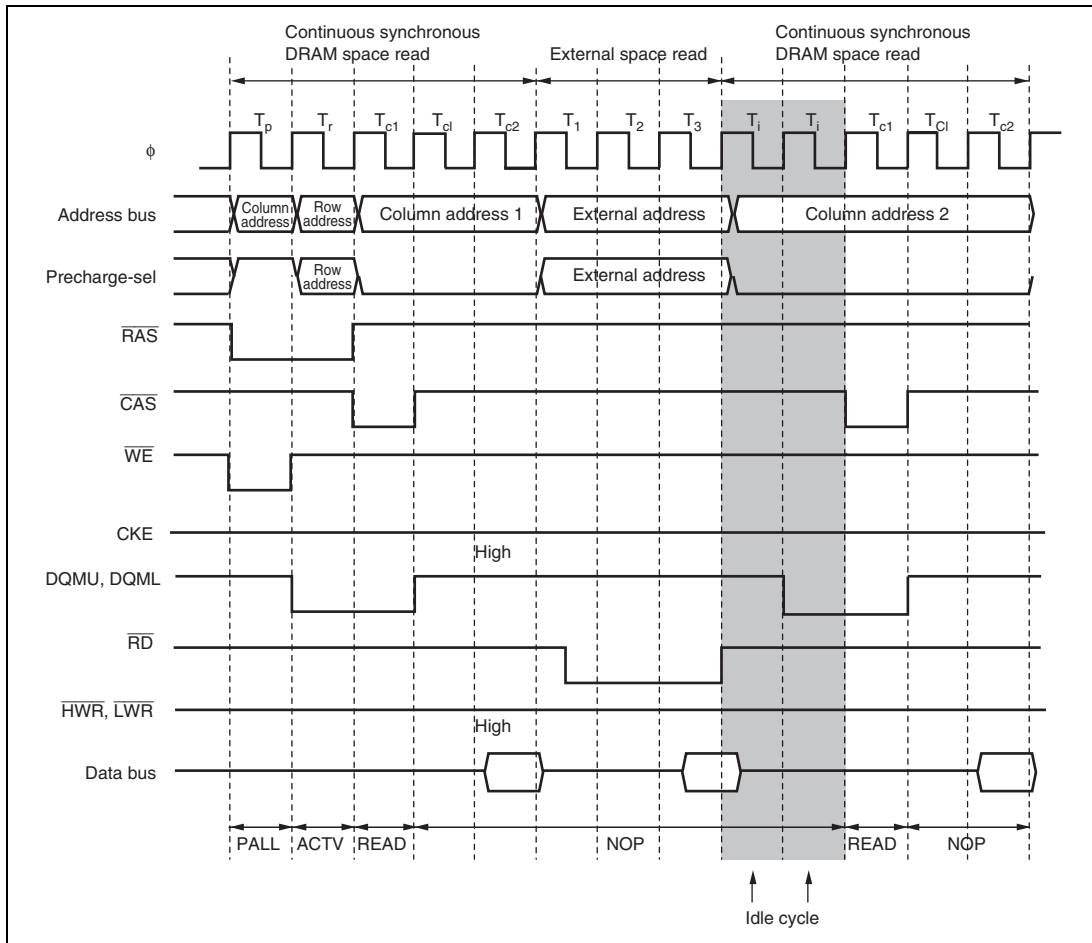 Continuous synchronous
DRAM space read
External space read
Continuous synchronous
DRAM space read
Tp Tr Tc1 Tcl Tc2 T1 T2 T3 Ti Ti Tc1 TCl Tc2
ϕ
Address bus
Column address
Row address
Column address 1
External address
Column address 2
Precharge-sel
Row address
External address
RAS
CAS
WE
CKE
High
DQMU, DQML
RD
HWR, LWR
High
Data bus
PALL ACTV READ NOP READ NOP
Idle cycle